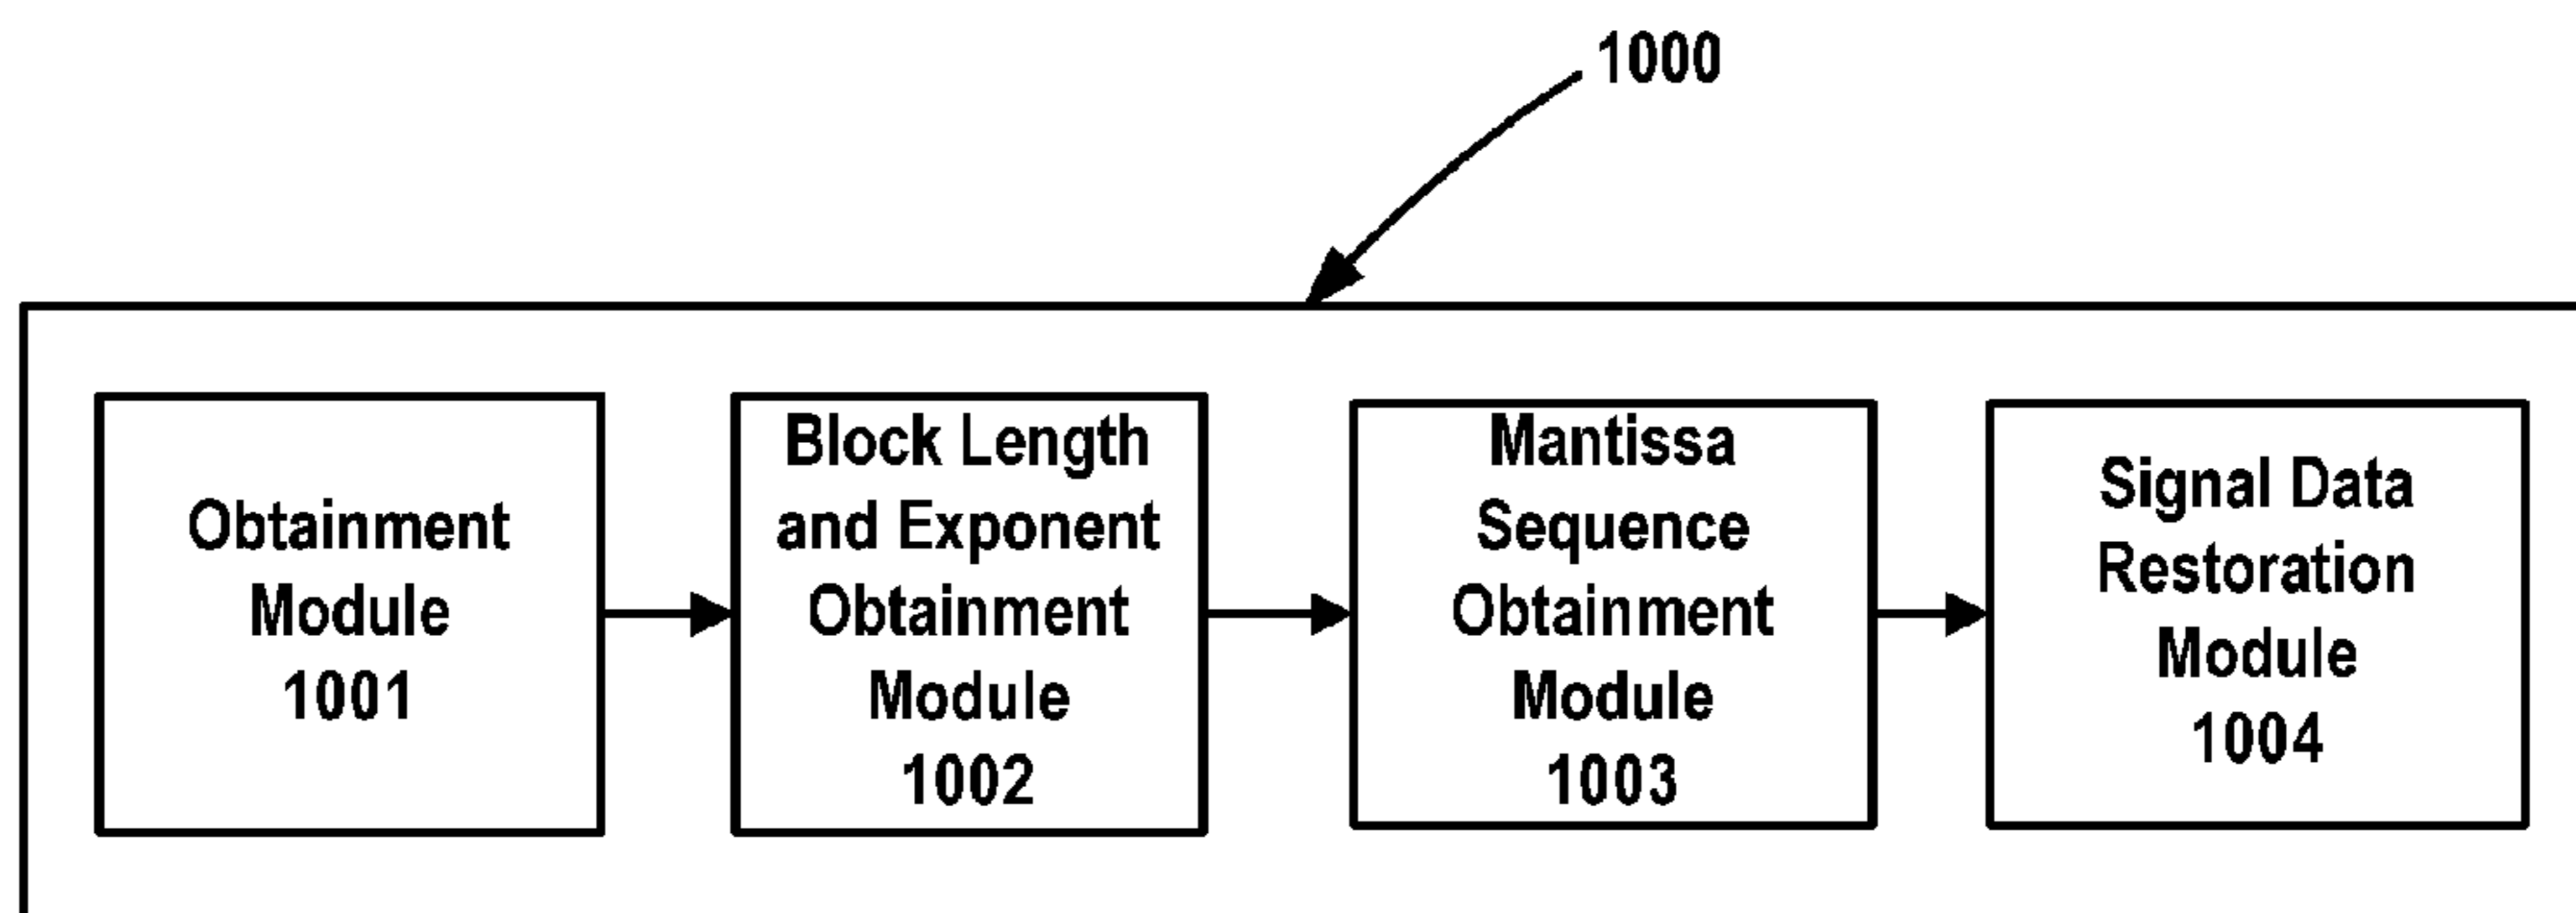 1000
Obtainment
Module
1001
Block Length
and Exponent
Obtainment
Module
1002
Mantissa
Sequence
Obtainment
Module
1003
Signal Data
Restoration
Module
1004